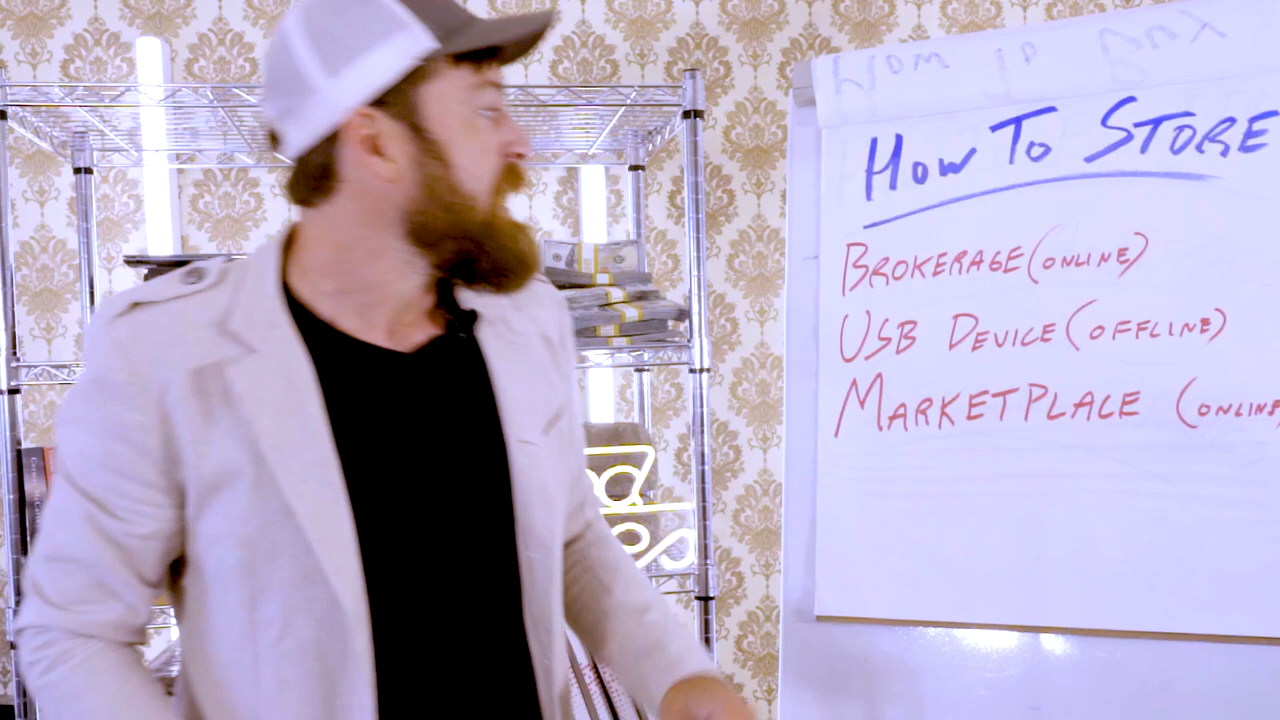 HOW TO STORE
BROKERAGE (ONLINE)
USB DEVICE (OFFLINE)
MARKETPLACE (ONLINE